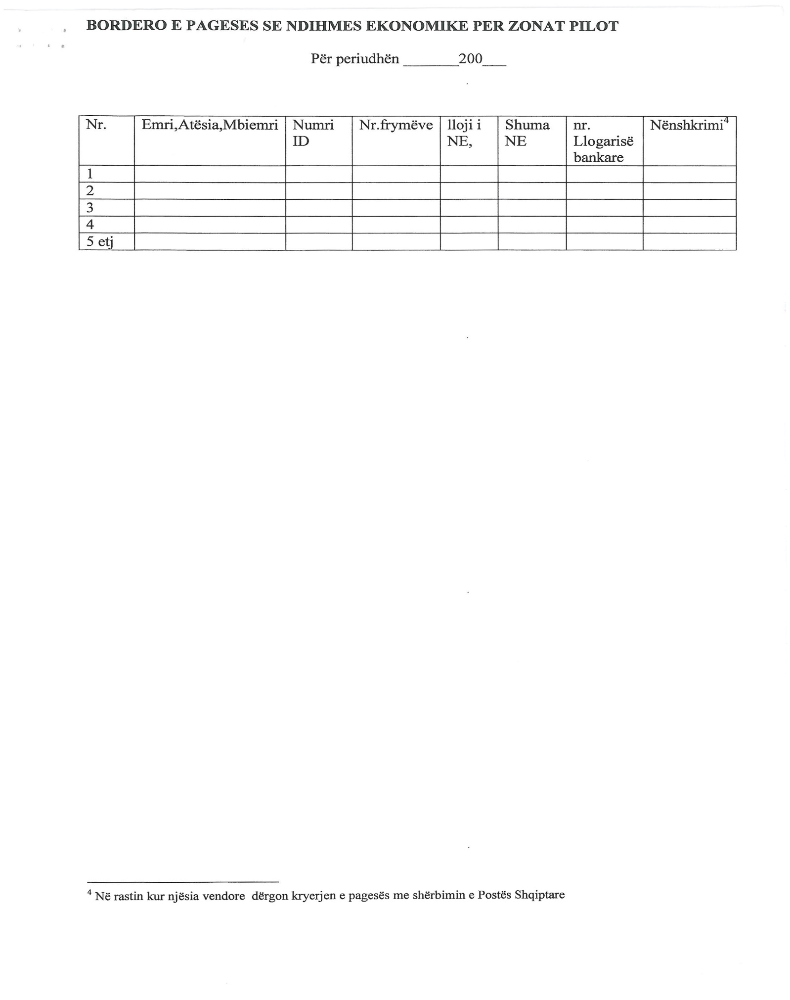 BORDERO E PAGESES SE NDIHMES EKONOMIKE PER ZONAT PILOT
Për periudhën _______200___
Nr. Emri,Atësia,Mbiemri Numri ID Nr.frymëve lloji i NE, Shuma NE nr. Llogarisë bankare Nënshkrimi4
1
2
3
4
5 etj
4 Në rastin kur njësia vendore dërgon kryerjen e pagesës me shërbimin e Postës Shqiptare